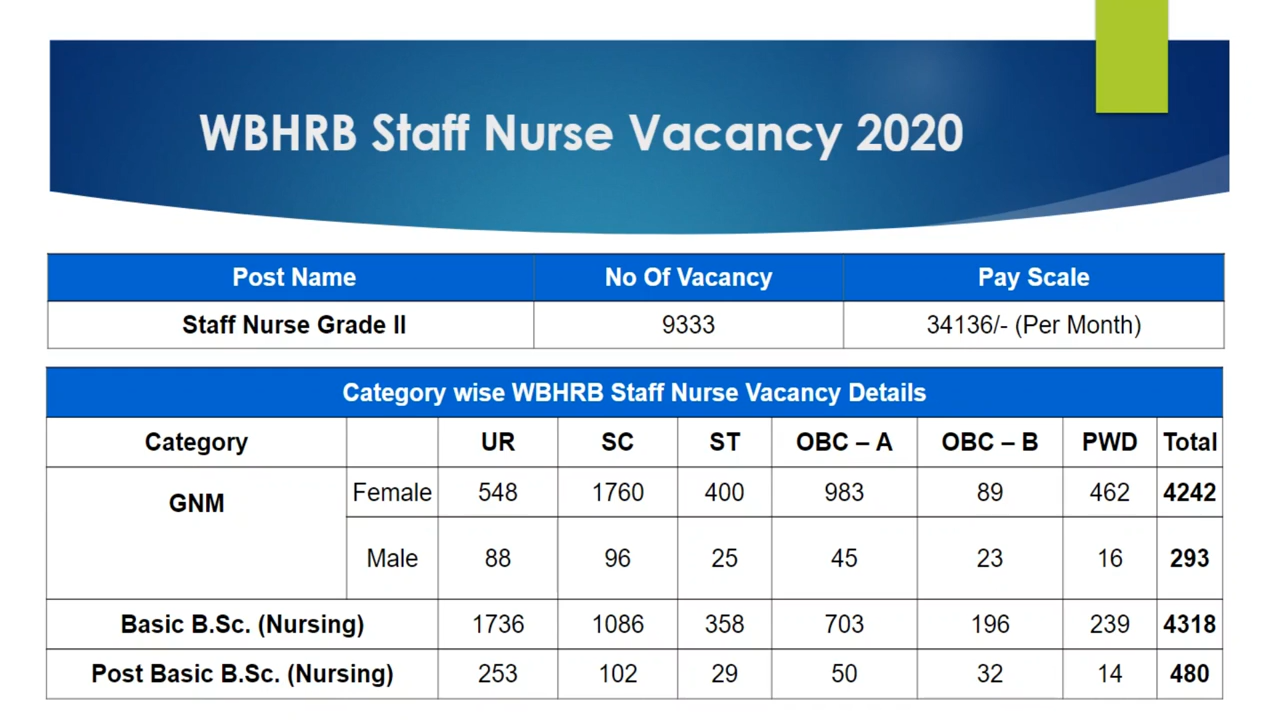 WBHRB Staff Nurse Vacancy 2020
Post Name No Of Vacancy Pay Scale
Staff Nurse Grade II 9333 34136/- (Per Month)
Category wise WBHRB Staff Nurse Vacancy Details
Category UR SC ST OBC – A OBC – B PWD Total
GNM Female 548 1760 400 983 89 462 4242
Male 88 96 25 45 23 16 293
Basic B.Sc. (Nursing) 1736 1086 358 703 196 239 4318
Post Basic B.Sc. (Nursing) 253 102 29 50 32 14 480